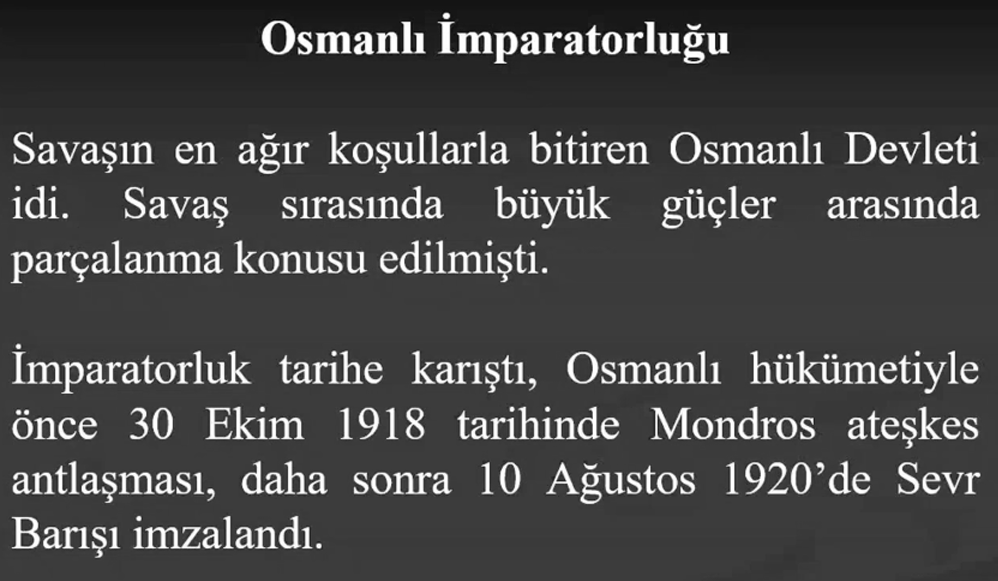 Osmanlı İmparatorluğu
Savaşın en ağır koşullarla bitiren Osmanlı Devleti
idi. Savaş sırasında büyük güçler arasında
parçalanma konusu edilmişti.
İmparatorluk tarihe karıştı, Osmanlı hükümetiyle
önce 30 Ekim 1918 tarihinde Mondros ateşkes
antlaşması, daha sonra 10 Ağustos 1920’de Sevr
Barışı imzalandı.